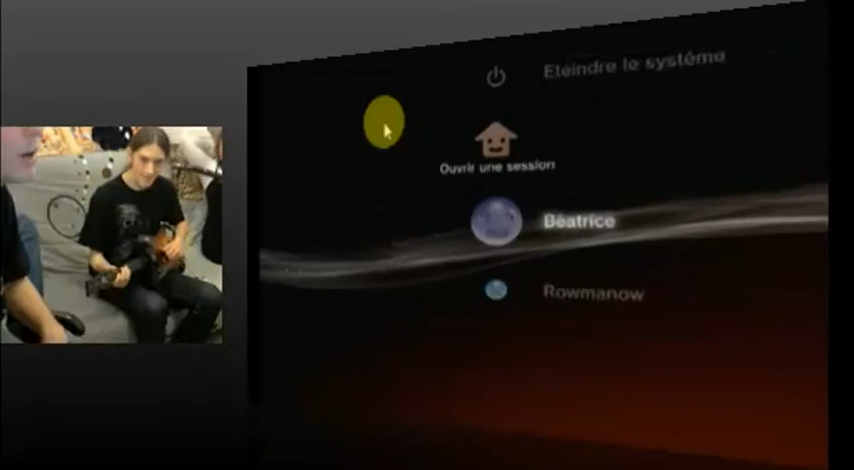 Eteindre le système
Ouvrir une session
Béatrice
Rowmanow